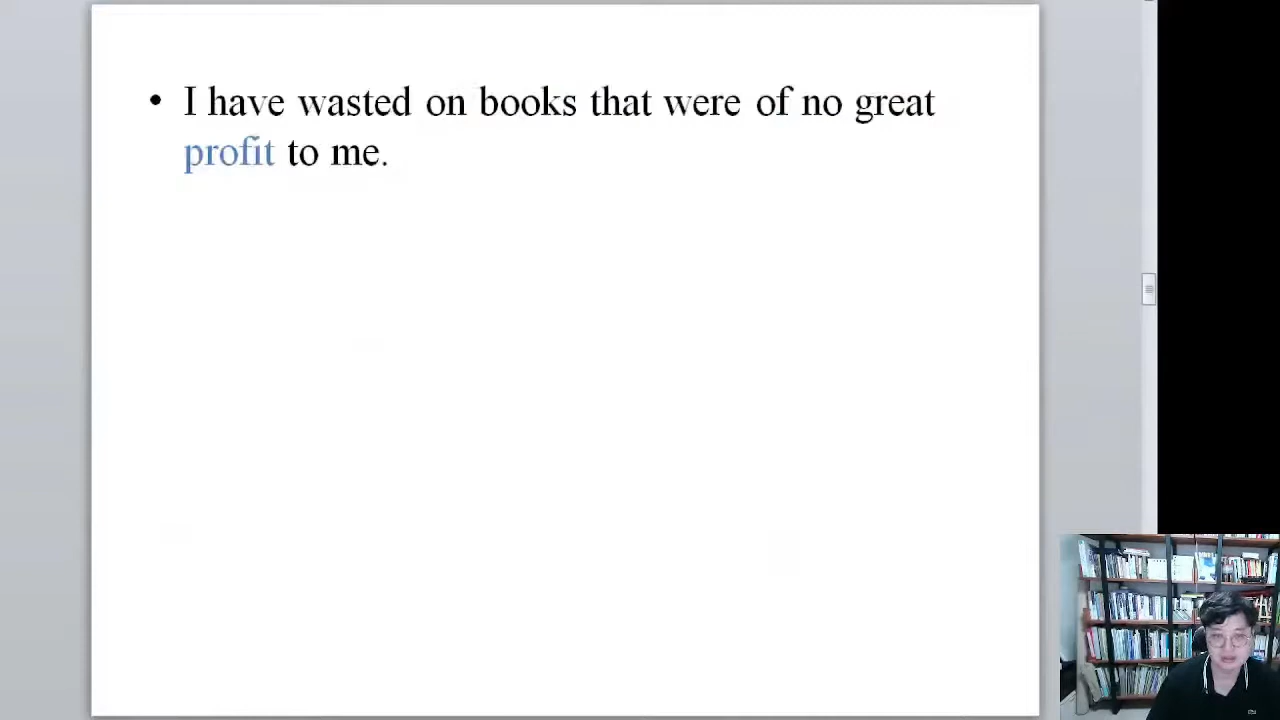 • I have wasted on books that were of no great
profit to me.